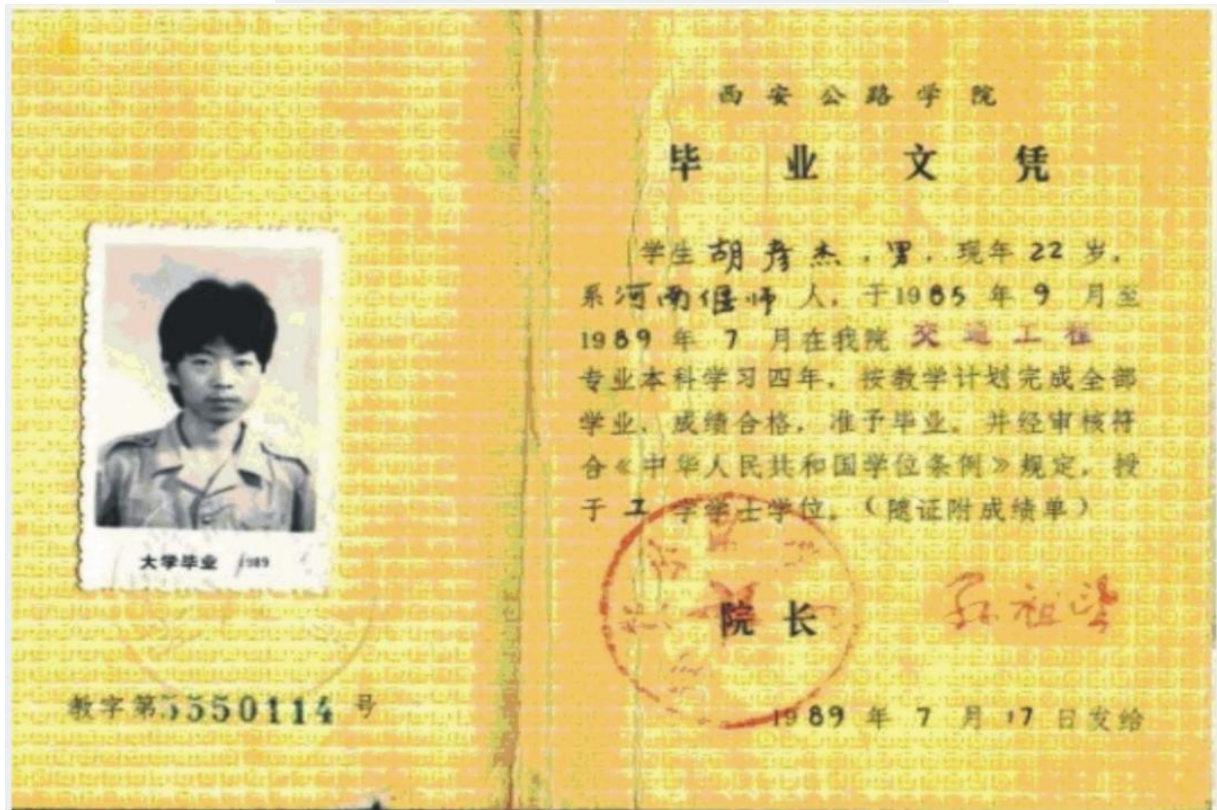 大学毕业 1989
教字第5550114号
西安公路学院
毕业文凭
学生胡彦杰，男，现年22岁，
系河南偃师人，于1985年9月至
1989年7月在我院交通工程
专业本科学习四年，按教学计划完成全部
学业，成绩合格，准予毕业，并经审核符
合《中华人民共和国学位条例》规定，授
于工学学士学位。（随证附成绩单）
院长
1989年7月17日发给